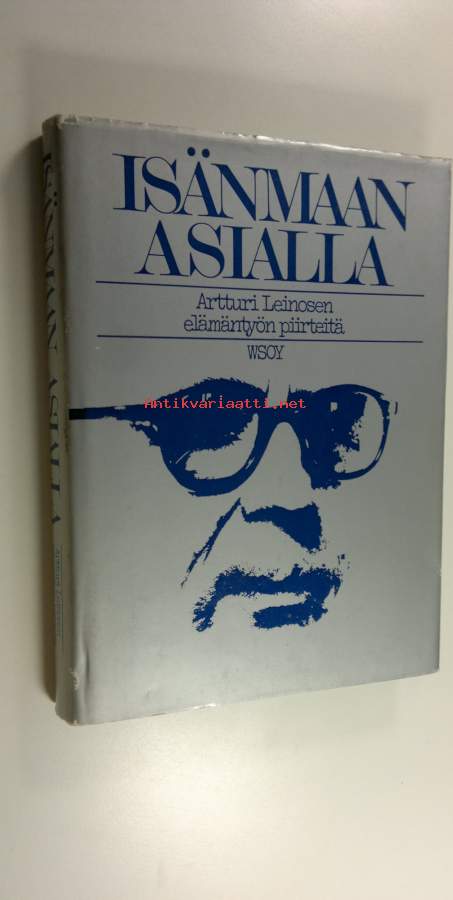 ISÄNMAAN
ASIALLA
Artturi Leinosen
elämäntyön piirteitä
WSOY
Antikvariaatti.net
ISÄNMAAN ASIALLA